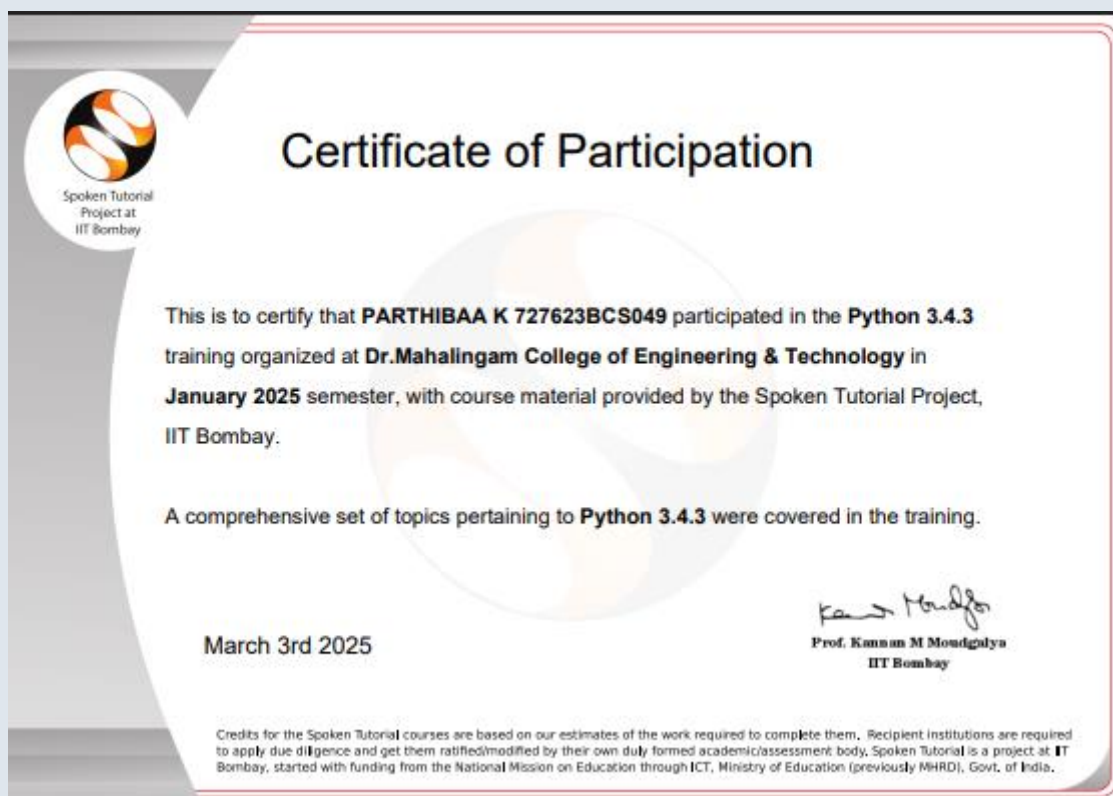 Spoken Tutorial
Project at
IIT Bombay
Certificate of Participation
This is to certify that PARTHIBAA K 727623BCS049 participated in the Python 3.4.3
training organized at Dr.Mahalingam College of Engineering & Technology in
January 2025 semester, with course material provided by the Spoken Tutorial Project,
IIT Bombay.
A comprehensive set of topics pertaining to Python 3.4.3 were covered in the training.
March 3rd 2025
Prof. Kannan M Moudgalya
IIT Bombay
Credits for the Spoken Tutorial courses are based on our estimates of the work required to complete them. Recipient institutions are required
to apply due diligence and get them ratified/modified by their own duly formed academic/assessment body. Spoken Tutorial is a project at IIT
Bombay, started with funding from the National Mission on Education through ICT, Ministry of Education (previously MHRD), Govt. of India.